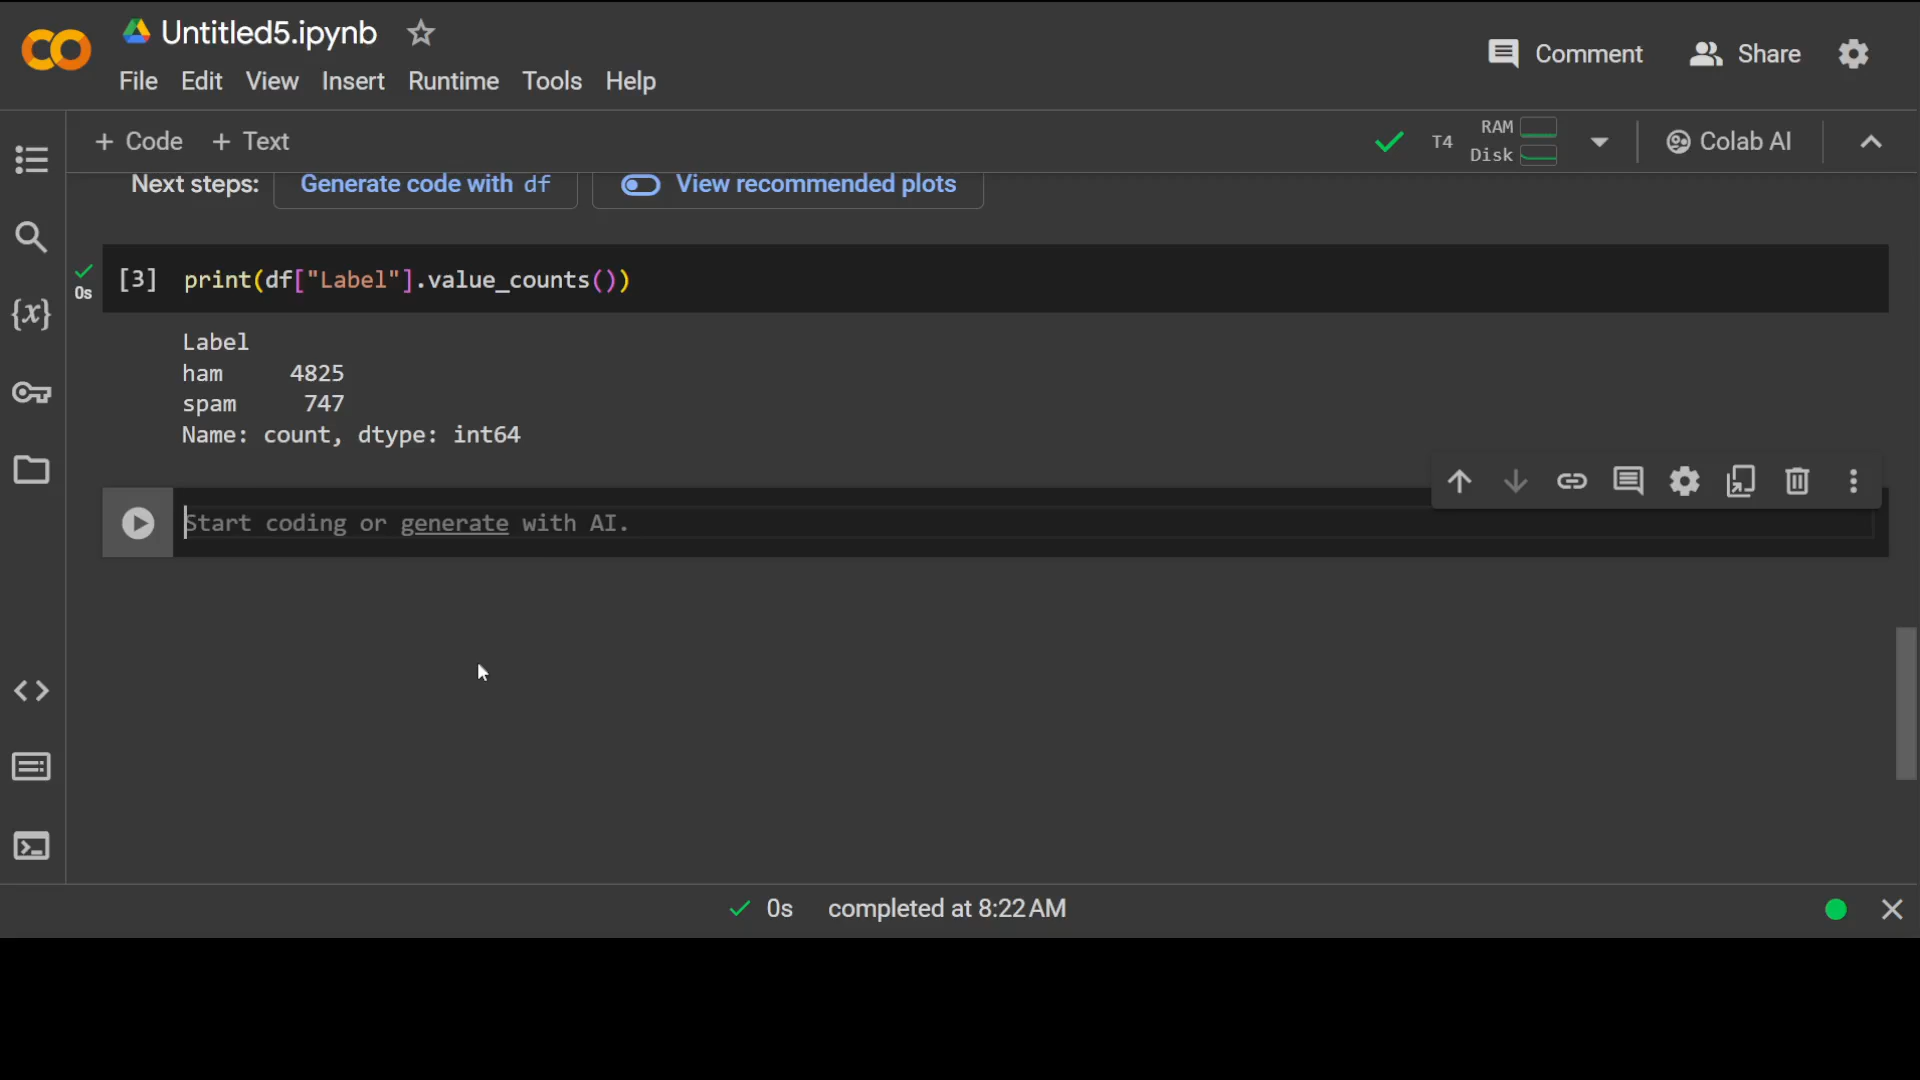 Untitled5.ipynb
File Edit View Insert Runtime Tools Help
Comment Share
+ Code + Text
T4 RAM Disk Colab AI
Next steps: Generate code with df View recommended plots
[3] print(df["Label"].value_counts())
0s
Label
ham 4825
spam 747
Name: count, dtype: int64
Start coding or generate with AI.
{x}
0s completed at 8:22 AM